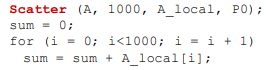 Scatter (A, 1000, A_local, P0);
sum = 0;
for (i = 0; i<1000; i = i + 1)
sum = sum + A_local[i];